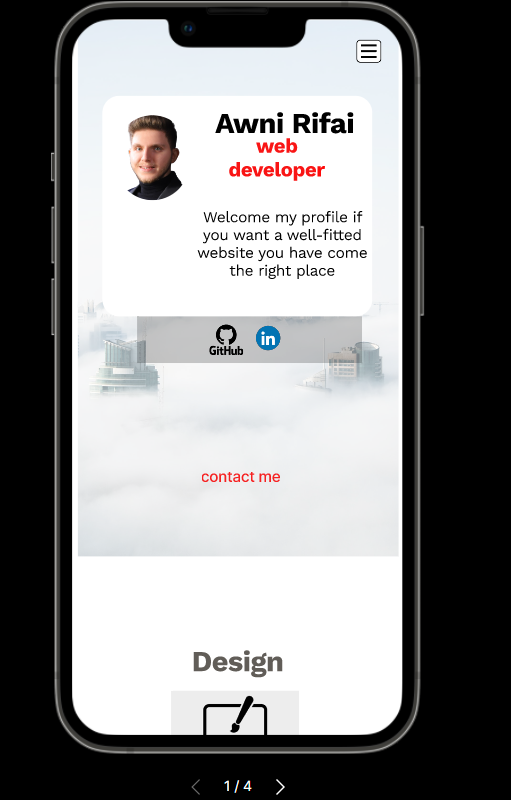 Awni Rifai
web
developer
Welcome my profile if
you want a well-fitted
website you have come
the right place
GitHub
in
contact me
Design
1 / 4